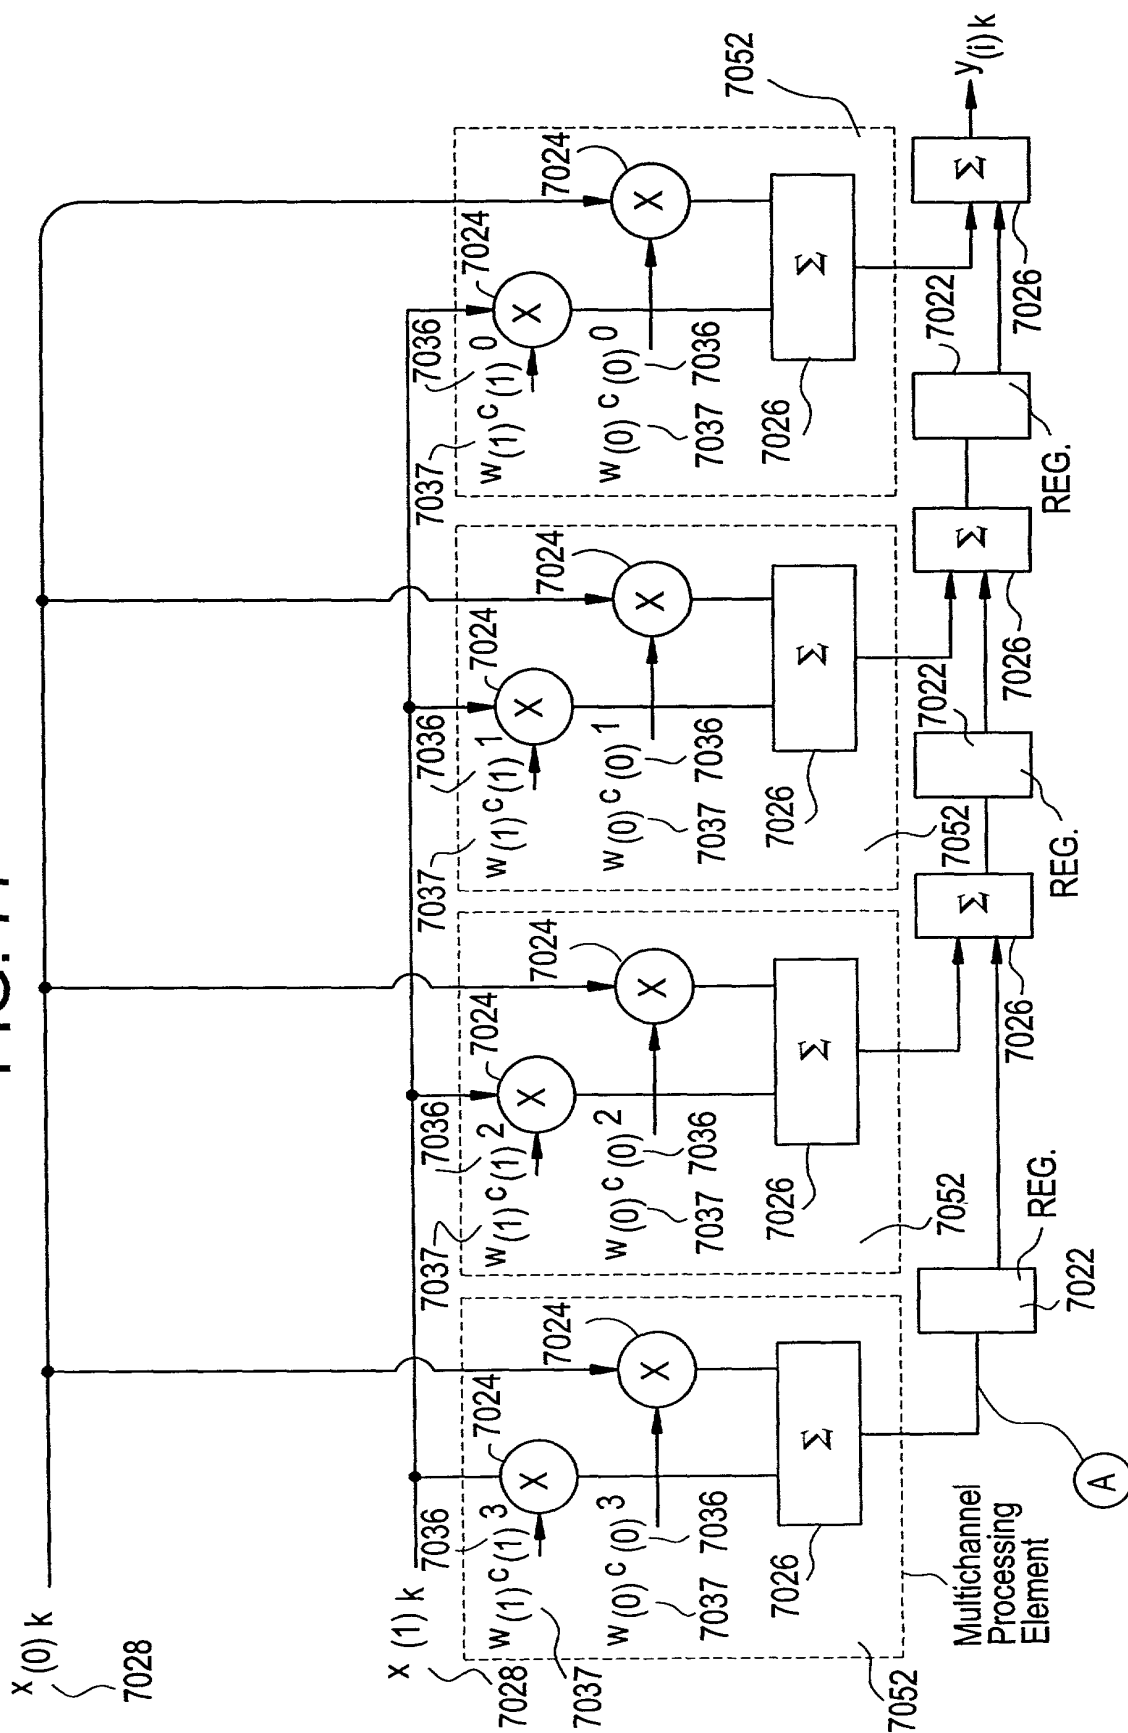 x (0) k
7028
x (1) k
7028
7036
w (1) c (1) 3
7037
7024
7024
w (0) c (0) 3
7037 7036
Σ
7026
7052
Multichannel
Processing
Element
A
X
X
7036
7037
w (1) c (1) 2
7024
7024
X
X
w (0) c (0) 2
7037 7036
Σ
7026
7052
REG.
7022
7036
7037
w (1) c (1) 1
7024
7024
X
X
w (0) c (0) 1
7037 7036
Σ
7026
7052
Σ
7026
7022
REG.
7036
7037
w (1) c (1) 0
7024
7024
X
X
w (0) c (0) 0
7037 7036
Σ
7026
7052
Σ
7026
7022
REG.
Σ
7026
y (i) k